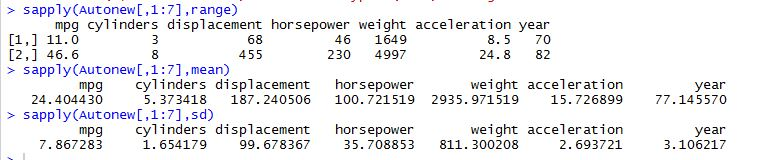 > sapply(Autonew[,1:7],range)
mpg cylinders displacement horsepower weight acceleration year
[1,] 11.0 3 68 46 1649 8.5 70
[2,] 46.6 8 455 230 4997 24.8 82
> sapply(Autonew[,1:7],mean)
mpg cylinders displacement horsepower weight acceleration year
24.404430 5.373418 187.240506 100.721519 2935.971519 15.726899 77.145570
> sapply(Autonew[,1:7],sd)
mpg cylinders displacement horsepower weight acceleration year
7.867283 1.654179 99.678367 35.708853 811.300208 2.693721 3.106217
>